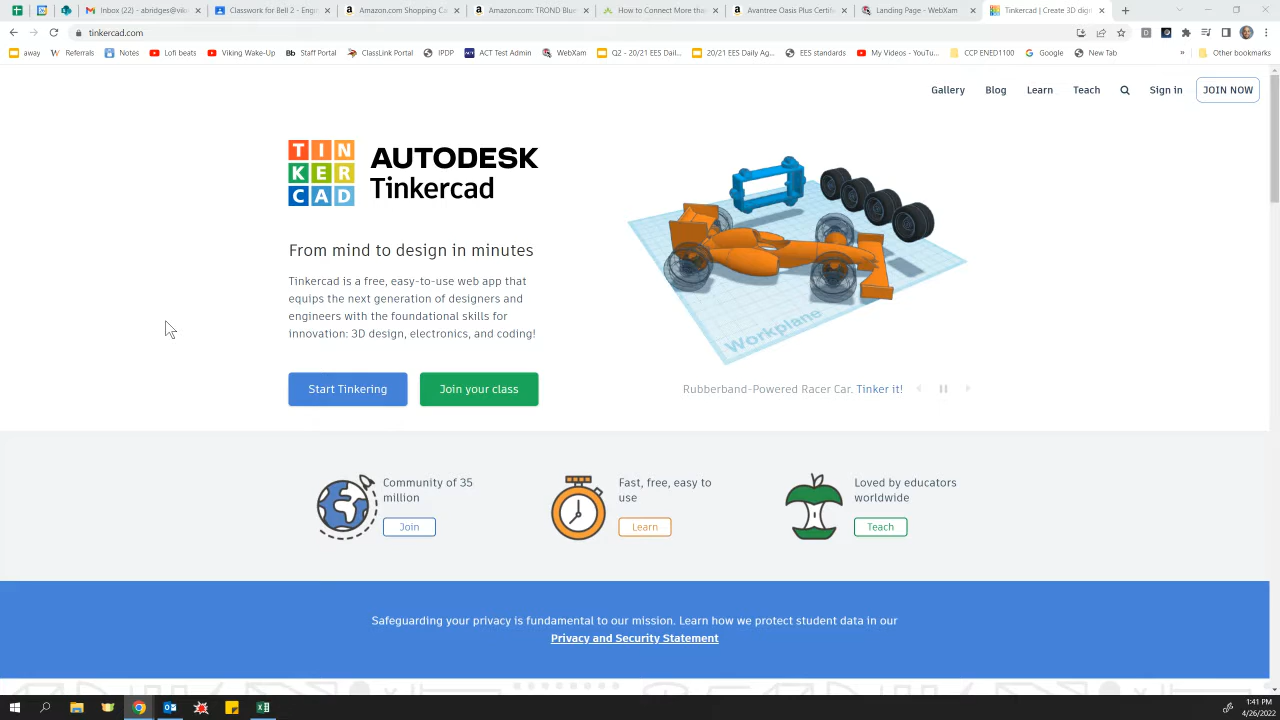 Inbox (22) - abridges@vik
Classwork for Bell 2 - Engi
Amazon.com Shopping Ca
Amazon.com: TROND Blue
How to Connect More tha
Avantree Oasis Plus Certifie
Landing Page - WebXam
Tinkercad | Create 3D digi
tinkercad.com
away
Referrals
Notes
Lofi beats
Viking Wake-Up
Bb Staff Portal
ClassLink Portal
IPDP
ACT Test Admin
WebXam
Q2 - 20/21 EES Dail...
20/21 EES Daily Ag...
EES standards
My Videos - YouTu...
CCP ENED1100
Google
New Tab
»
Other bookmarks
Gallery
Blog
Learn
Teach
Sign in
JOIN NOW
TIN
KER
CAD
AUTODESK
Tinkercad
From mind to design in minutes
Tinkercad is a free, easy-to-use web app that
equips the next generation of designers and
engineers with the foundational skills for
innovation: 3D design, electronics, and coding!
Start Tinkering
Join your class
Workplane
Rubberband-Powered Racer Car. Tinker it!
Community of 35
million
Join
Fast, free, easy to
use
Learn
Loved by educators
worldwide
Teach
Safeguarding your privacy is fundamental to our mission. Learn how we protect student data in our
Privacy and Security Statement
1:41 PM
4/26/2022